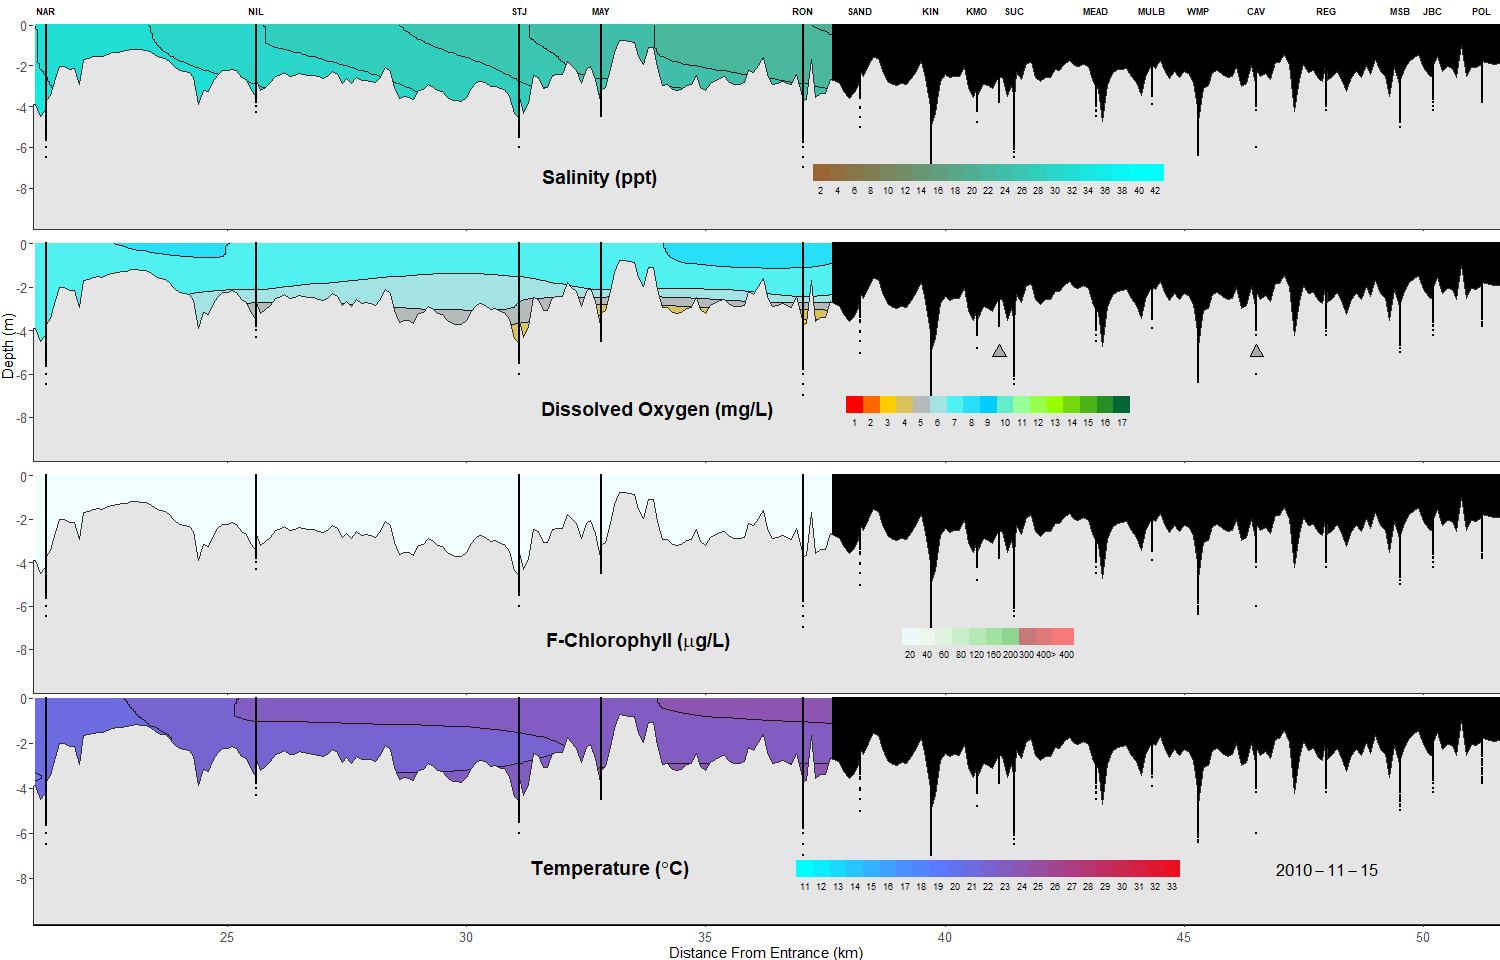 NAR NIL STJ MAY RON SAND KIN KMO SUC MEAD MULB WMP CAV REG MSB JBC POL
0
-2
-4
-6
-8
Salinity (ppt)
2 4 6 8 10 12 14 16 18 20 22 24 26 28 30 32 34 36 38 40 42
0
-2
-4
-6
-8
Depth (m)
Dissolved Oxygen (mg/L)
1 2 3 4 5 6 7 8 9 10 11 12 13 14 15 16 17
0
-2
-4
-6
-8
F-Chlorophyll (μg/L)
20 40 60 80 120 160 200 300 400 > 400
0
-2
-4
-6
-8
Temperature (°C)
11 12 13 14 15 16 17 18 19 20 21 22 23 24 25 26 27 28 29 30 31 32 33
2010 – 11 – 15
25 30 35 40 45 50
Distance From Entrance (km)